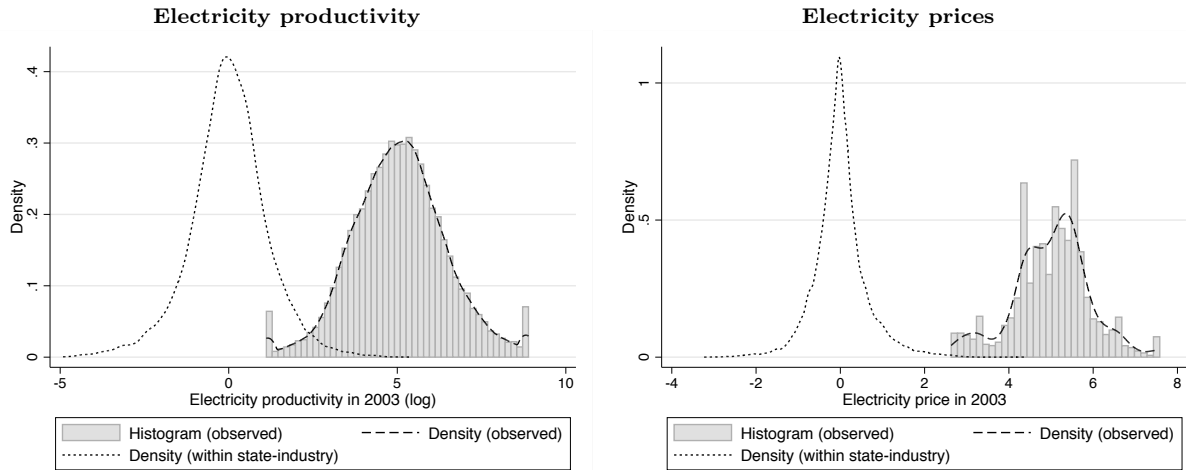 Electricity productivity
.4
.3
.2
.1
0
Density
-5
0
5
10
Electricity productivity in 2003 (log)
Histogram (observed)
Density (observed)
Density (within state-industry)
Electricity prices
1
.5
0
Density
-4
-2
0
2
4
6
8
Electricity price in 2003
Histogram (observed)
Density (observed)
Density (within state-industry)